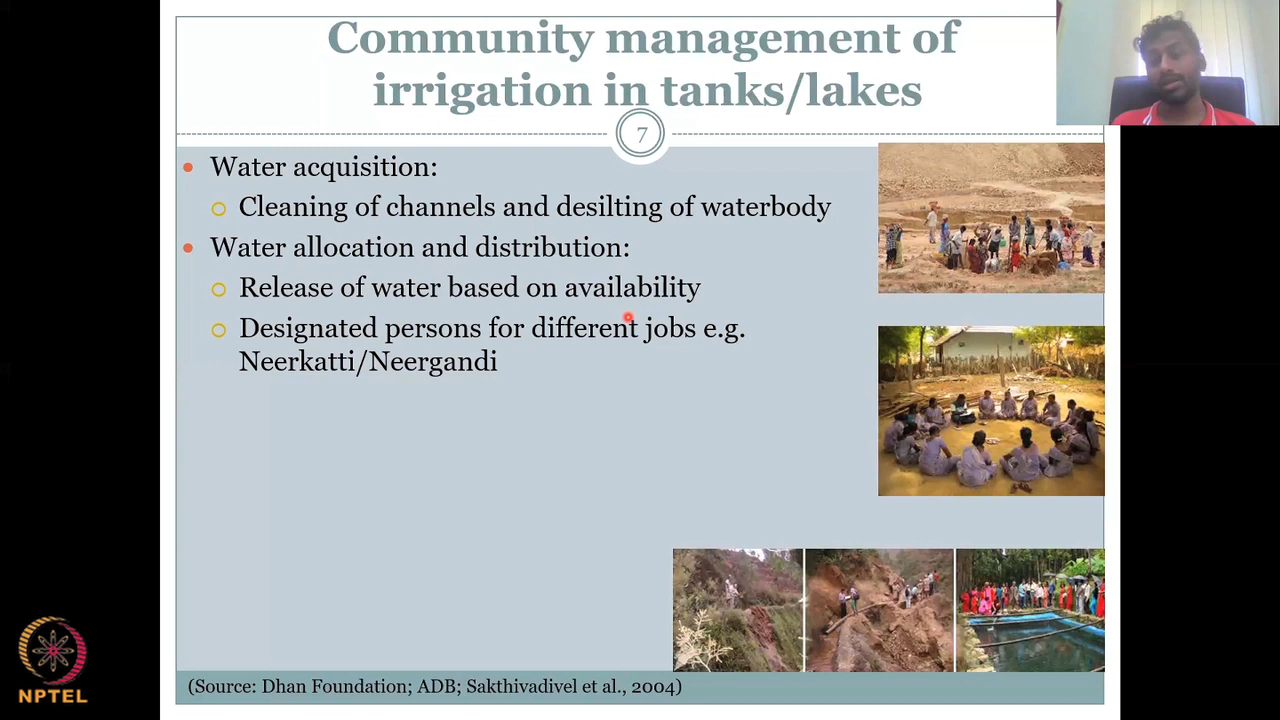 Community management of
irrigation in tanks/lakes
7
Water acquisition:
Cleaning of channels and desilting of waterbody
Water allocation and distribution:
Release of water based on availability
Designated persons for different jobs e.g.
Neerkatti/Neergandi
(Source: Dhan Foundation; ADB; Sakthivadivel et al., 2004)
NPTEL